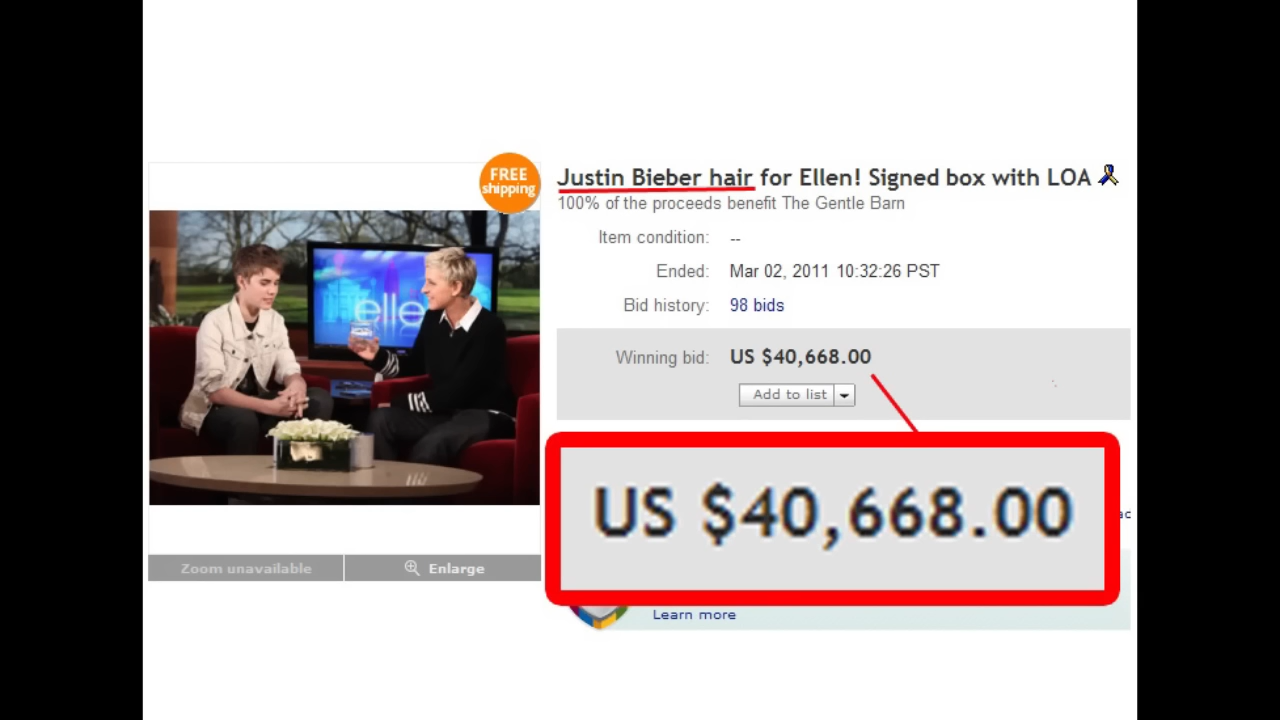 FREE
shipping
Justin Bieber hair for Ellen! Signed box with LOA
100% of the proceeds benefit The Gentle Barn
Item condition: --
Ended: Mar 02, 2011 10:32:26 PST
Bid history: 98 bids
elle
Winning bid: US $40,668.00
Add to list
US $40,668.00
ac
Zoom unavailable
Enlarge
Learn more